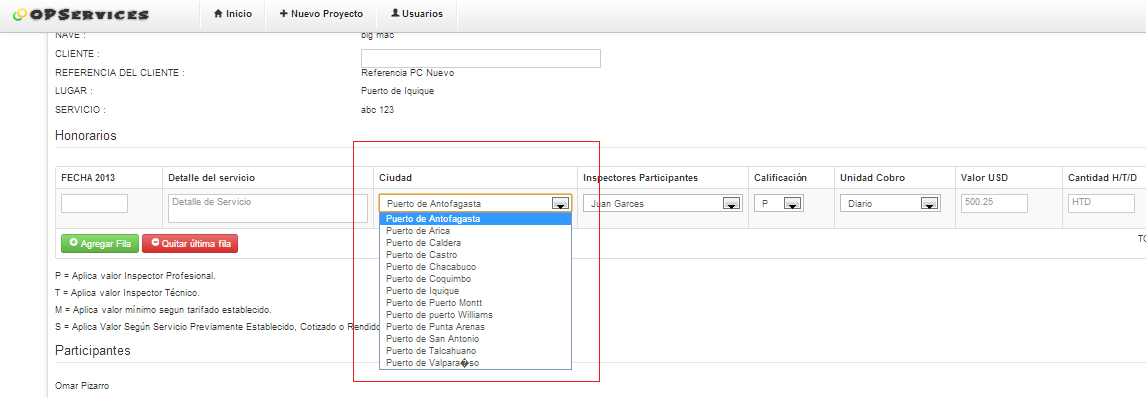 OPServices Inicio Nuevo Proyecto Usuarios
NAVE : big mac
CLIENTE :
REFERENCIA DEL CLIENTE : Referencia PC Nuevo
LUGAR : Puerto de Iquique
SERVICIO : abc 123
Honorarios
FECHA 2013 Detalle del servicio Ciudad Inspectores Participantes Calificación Unidad Cobro Valor USD Cantidad H/T/D
Detalle de Servicio Puerto de Antofagasta Juan Garces P Diario 500.25 HTD
Puerto de Antofagasta
Puerto de Arica
Puerto de Caldera
Agregar Fila Quitar última fila
Puerto de Castro
Puerto de Chacabuco
Puerto de Coquimbo
Puerto de Iquique
Puerto de Puerto Montt
Puerto de puerto Williams
Puerto de Punta Arenas
Puerto de San Antonio
Puerto de Talcahuano
Puerto de Valpara�so
P = Aplica valor Inspector Profesional.
T = Aplica valor Inspector Técnico.
M = Aplica valor mínimo segun tarifado establecido.
S = Aplica Valor Según Servicio Previamente Establecido, Cotizado o Rendido
Participantes
Omar Pizarro